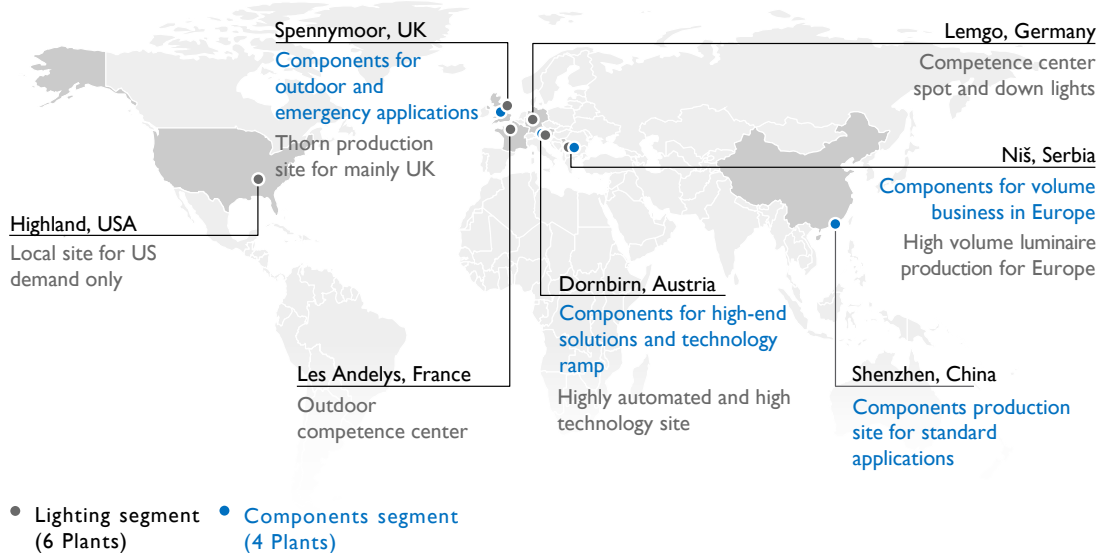 Spennymoor, UK
Components for
outdoor and
emergency applications
Thorn production
site for mainly UK
Lemgo, Germany
Competence center
spot and down lights
Niš, Serbia
Components for volume
business in Europe
High volume luminaire
production for Europe
Highland, USA
Local site for US
demand only
Dornbirn, Austria
Components for high-end
solutions and technology
ramp
Highly automated and high
technology site
Les Andelys, France
Outdoor
competence center
Shenzhen, China
Components production
site for standard
applications
Lighting segment
(6 Plants)
Components segment
(4 Plants)